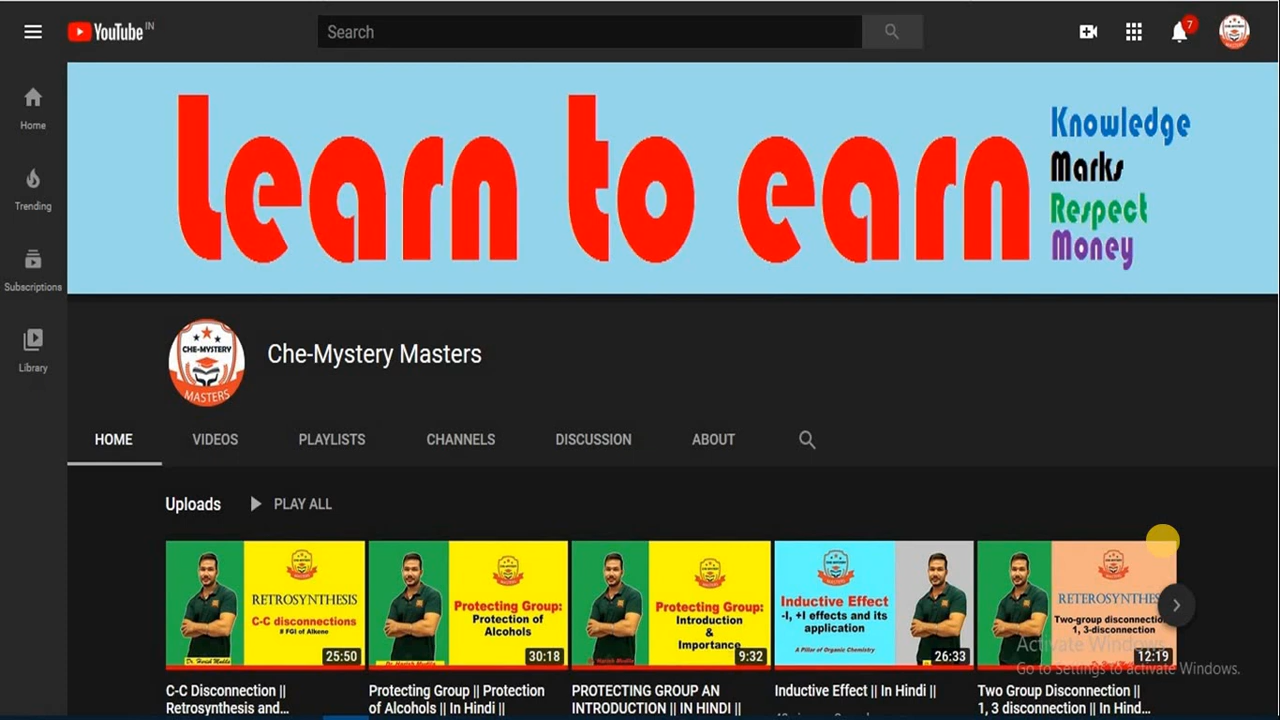 YouTube IN
Search
7
Home
Trending
Subscriptions
Library
Learn to earn
Knowledge
Marks
Respect
Money
CHE-MYSTERY
MASTERS
Che-Mystery Masters
HOME VIDEOS PLAYLISTS CHANNELS DISCUSSION ABOUT
Uploads PLAY ALL
RETROSYNTHESIS
C-C disconnections
# FGI of Alkene
Dr. Harish Mukla
25:50
Protecting Group:
Protection of
Alcohols
30:18
Protecting Group:
Introduction
&
Importance
9:32
Inductive Effect
-I, +I effects and its
application
A Pillar of Organic Chemistry
26:33
RETEROSYNTHES
Two-group disconnectio
1, 3-disconnection
12:19
Activate Windows
Go to Settings to activate Windows.
C-C Disconnection ||
Retrosynthesis and...
Protecting Group || Protection
of Alcohols || In Hindi ||
PROTECTING GROUP AN
INTRODUCTION || IN HINDI ||
Inductive Effect || In Hindi ||
Two Group Disconnection ||
1, 3 disconnection || In Hind...